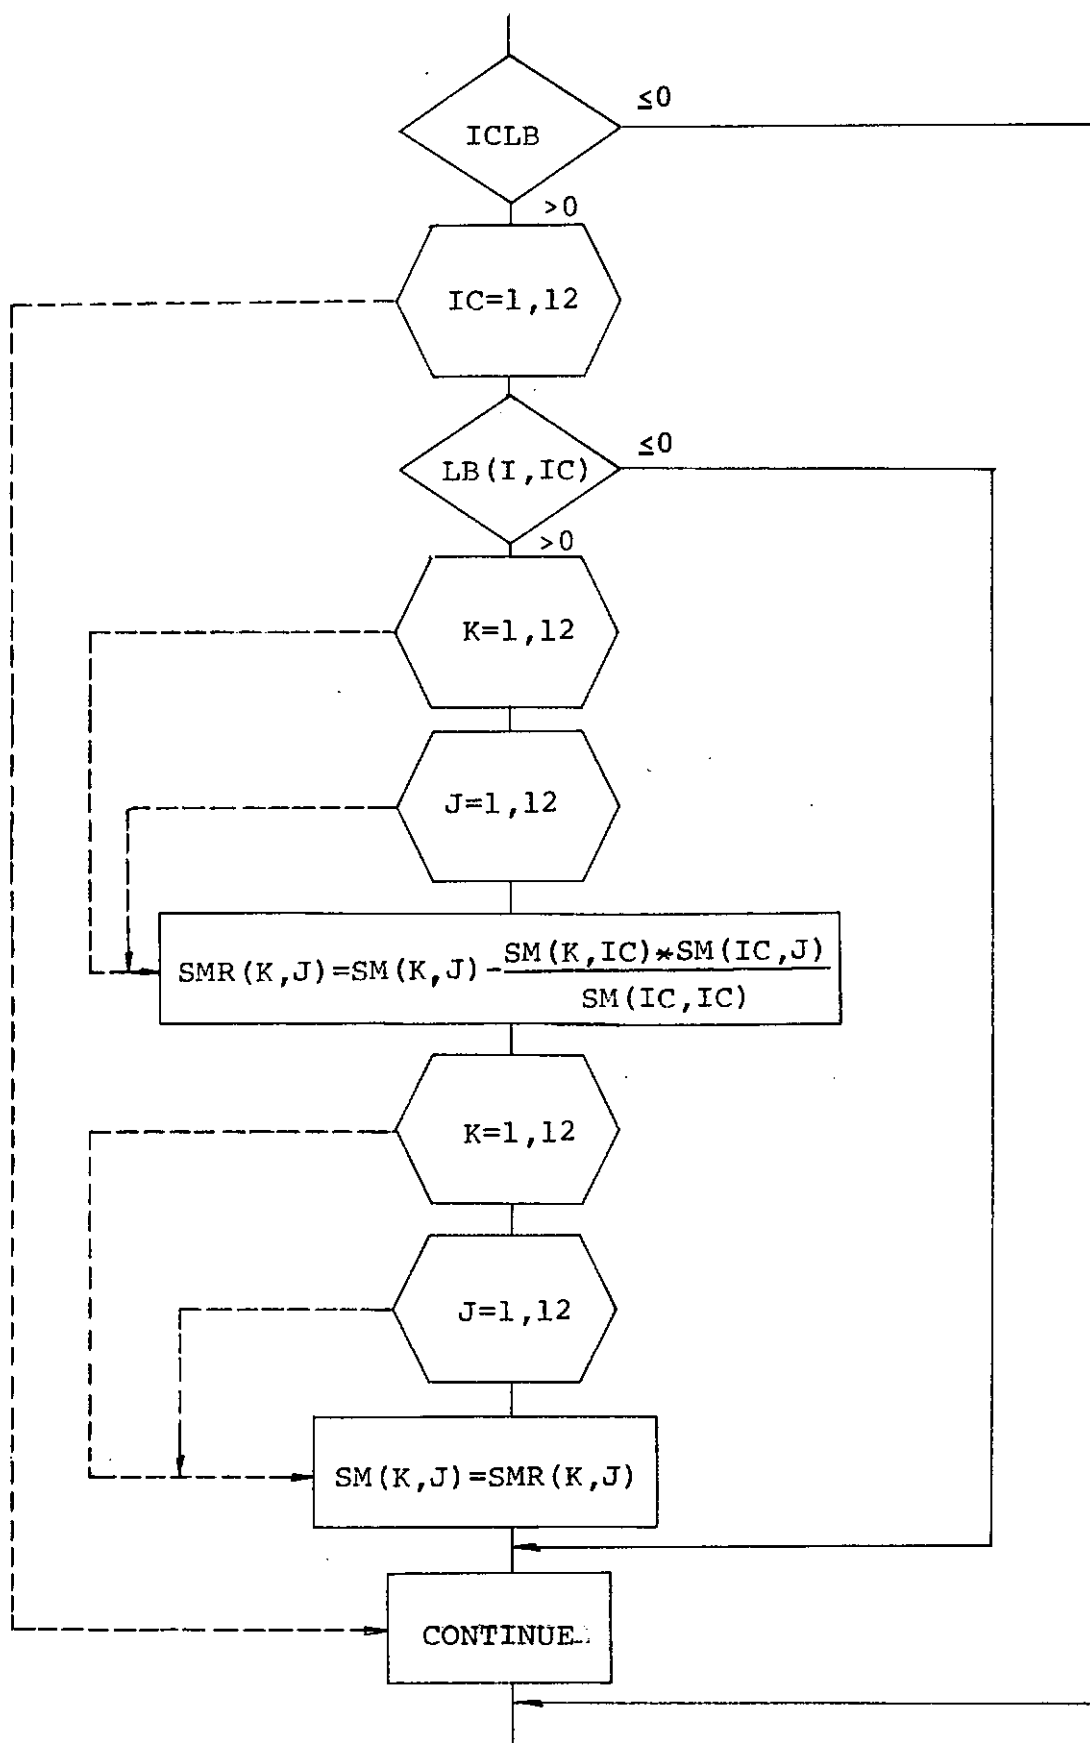 ≤0
ICLB
>0
IC=1,12
≤0
LB(I,IC)
>0
K=1,12
J=1,12
SMR(K,J)=SM(K,J)-SM(K,IC)*SM(IC,J)
SM(IC,IC)
K=1,12
J=1,12
SM(K,J)=SMR(K,J)
CONTINUE